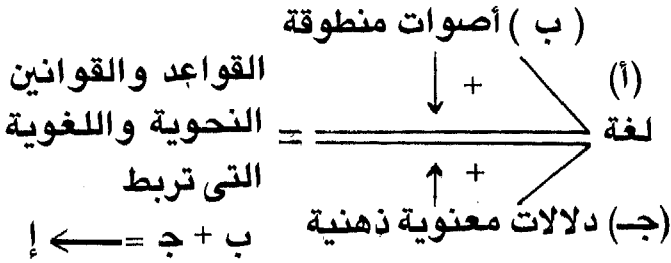 ( ب ) أصوات منطوقة
(أ)
لغة
+
=
+
(جـ) دلالات معنوية ذهنية
القواعد والقوانين
النحوية واللغوية
التى تربط
ب + ج = ← إ